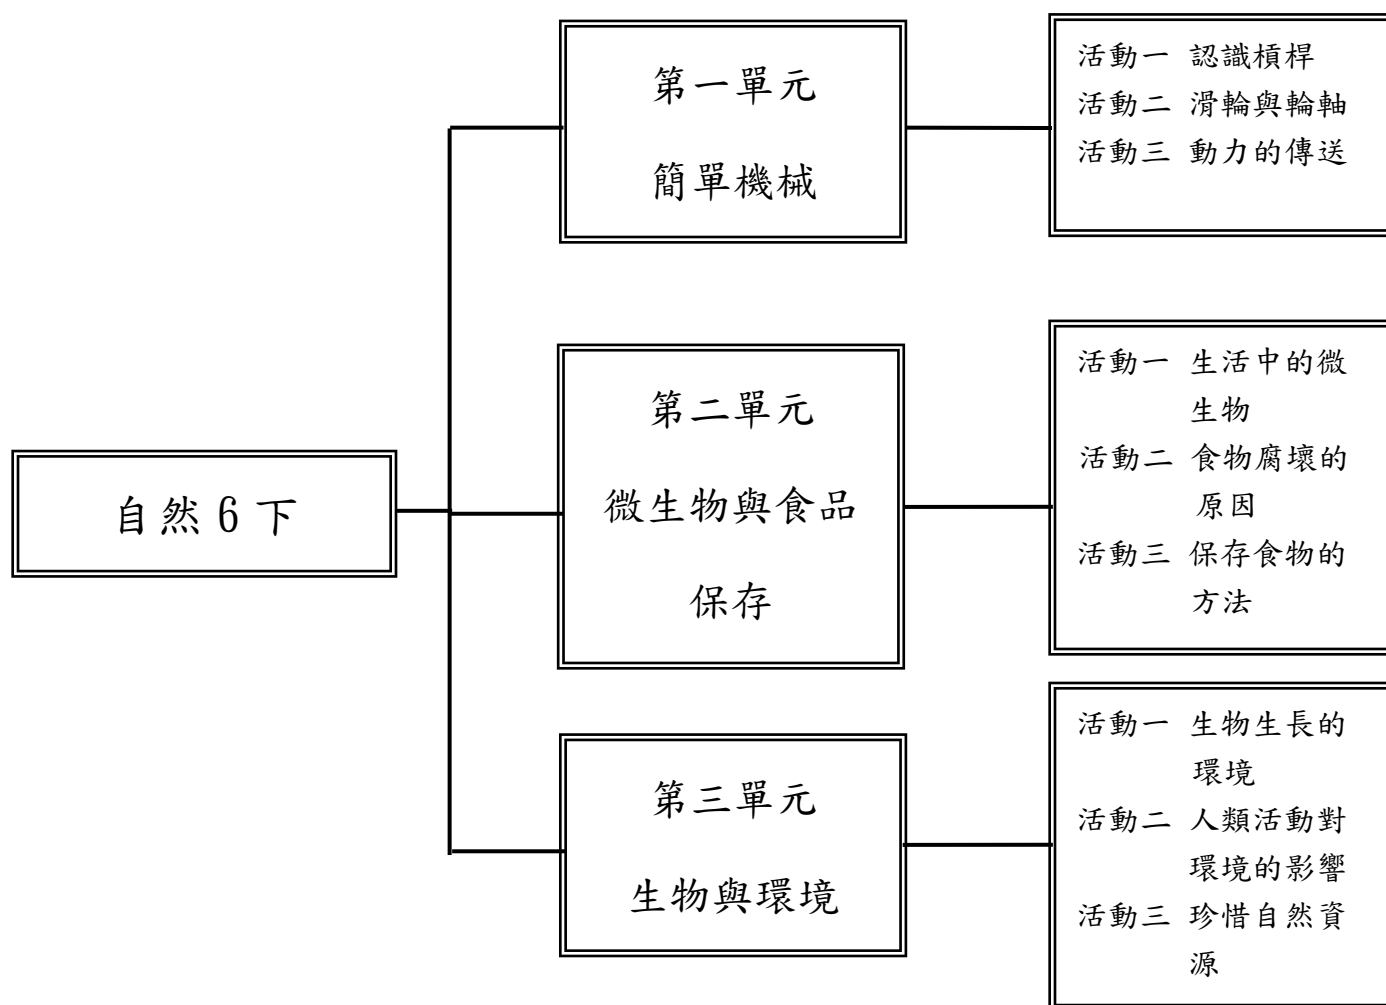 自然 6 下
第一單元
簡單機械
活動一 認識槓桿
活動二 滑輪與輪軸
活動三 動力的傳送
第二單元
微生物與食品
保存
活動一 生活中的微
生物
活動二 食物腐壞的
原因
活動三 保存食物的
方法
第三單元
生物與環境
活動一 生物生長的
環境
活動二 人類活動對
環境的影響
活動三 珍惜自然資
源